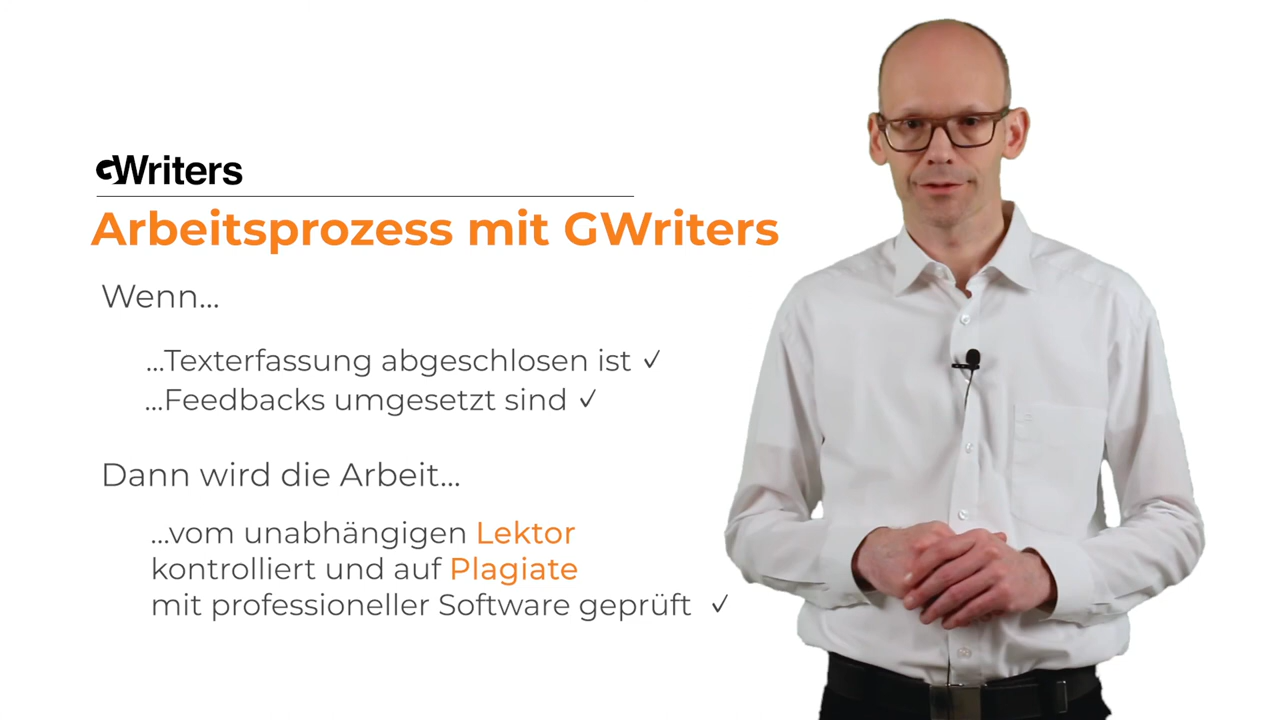 GWriters
Arbeitsprozess mit GWriters
Wenn...
...Texterfassung abgeschlosen ist ✓
...Feedbacks umgesetzt sind ✓
Dann wird die Arbeit...
...vom unabhängigen Lektor
kontrolliert und auf Plagiate
mit professioneller Software geprüft ✓